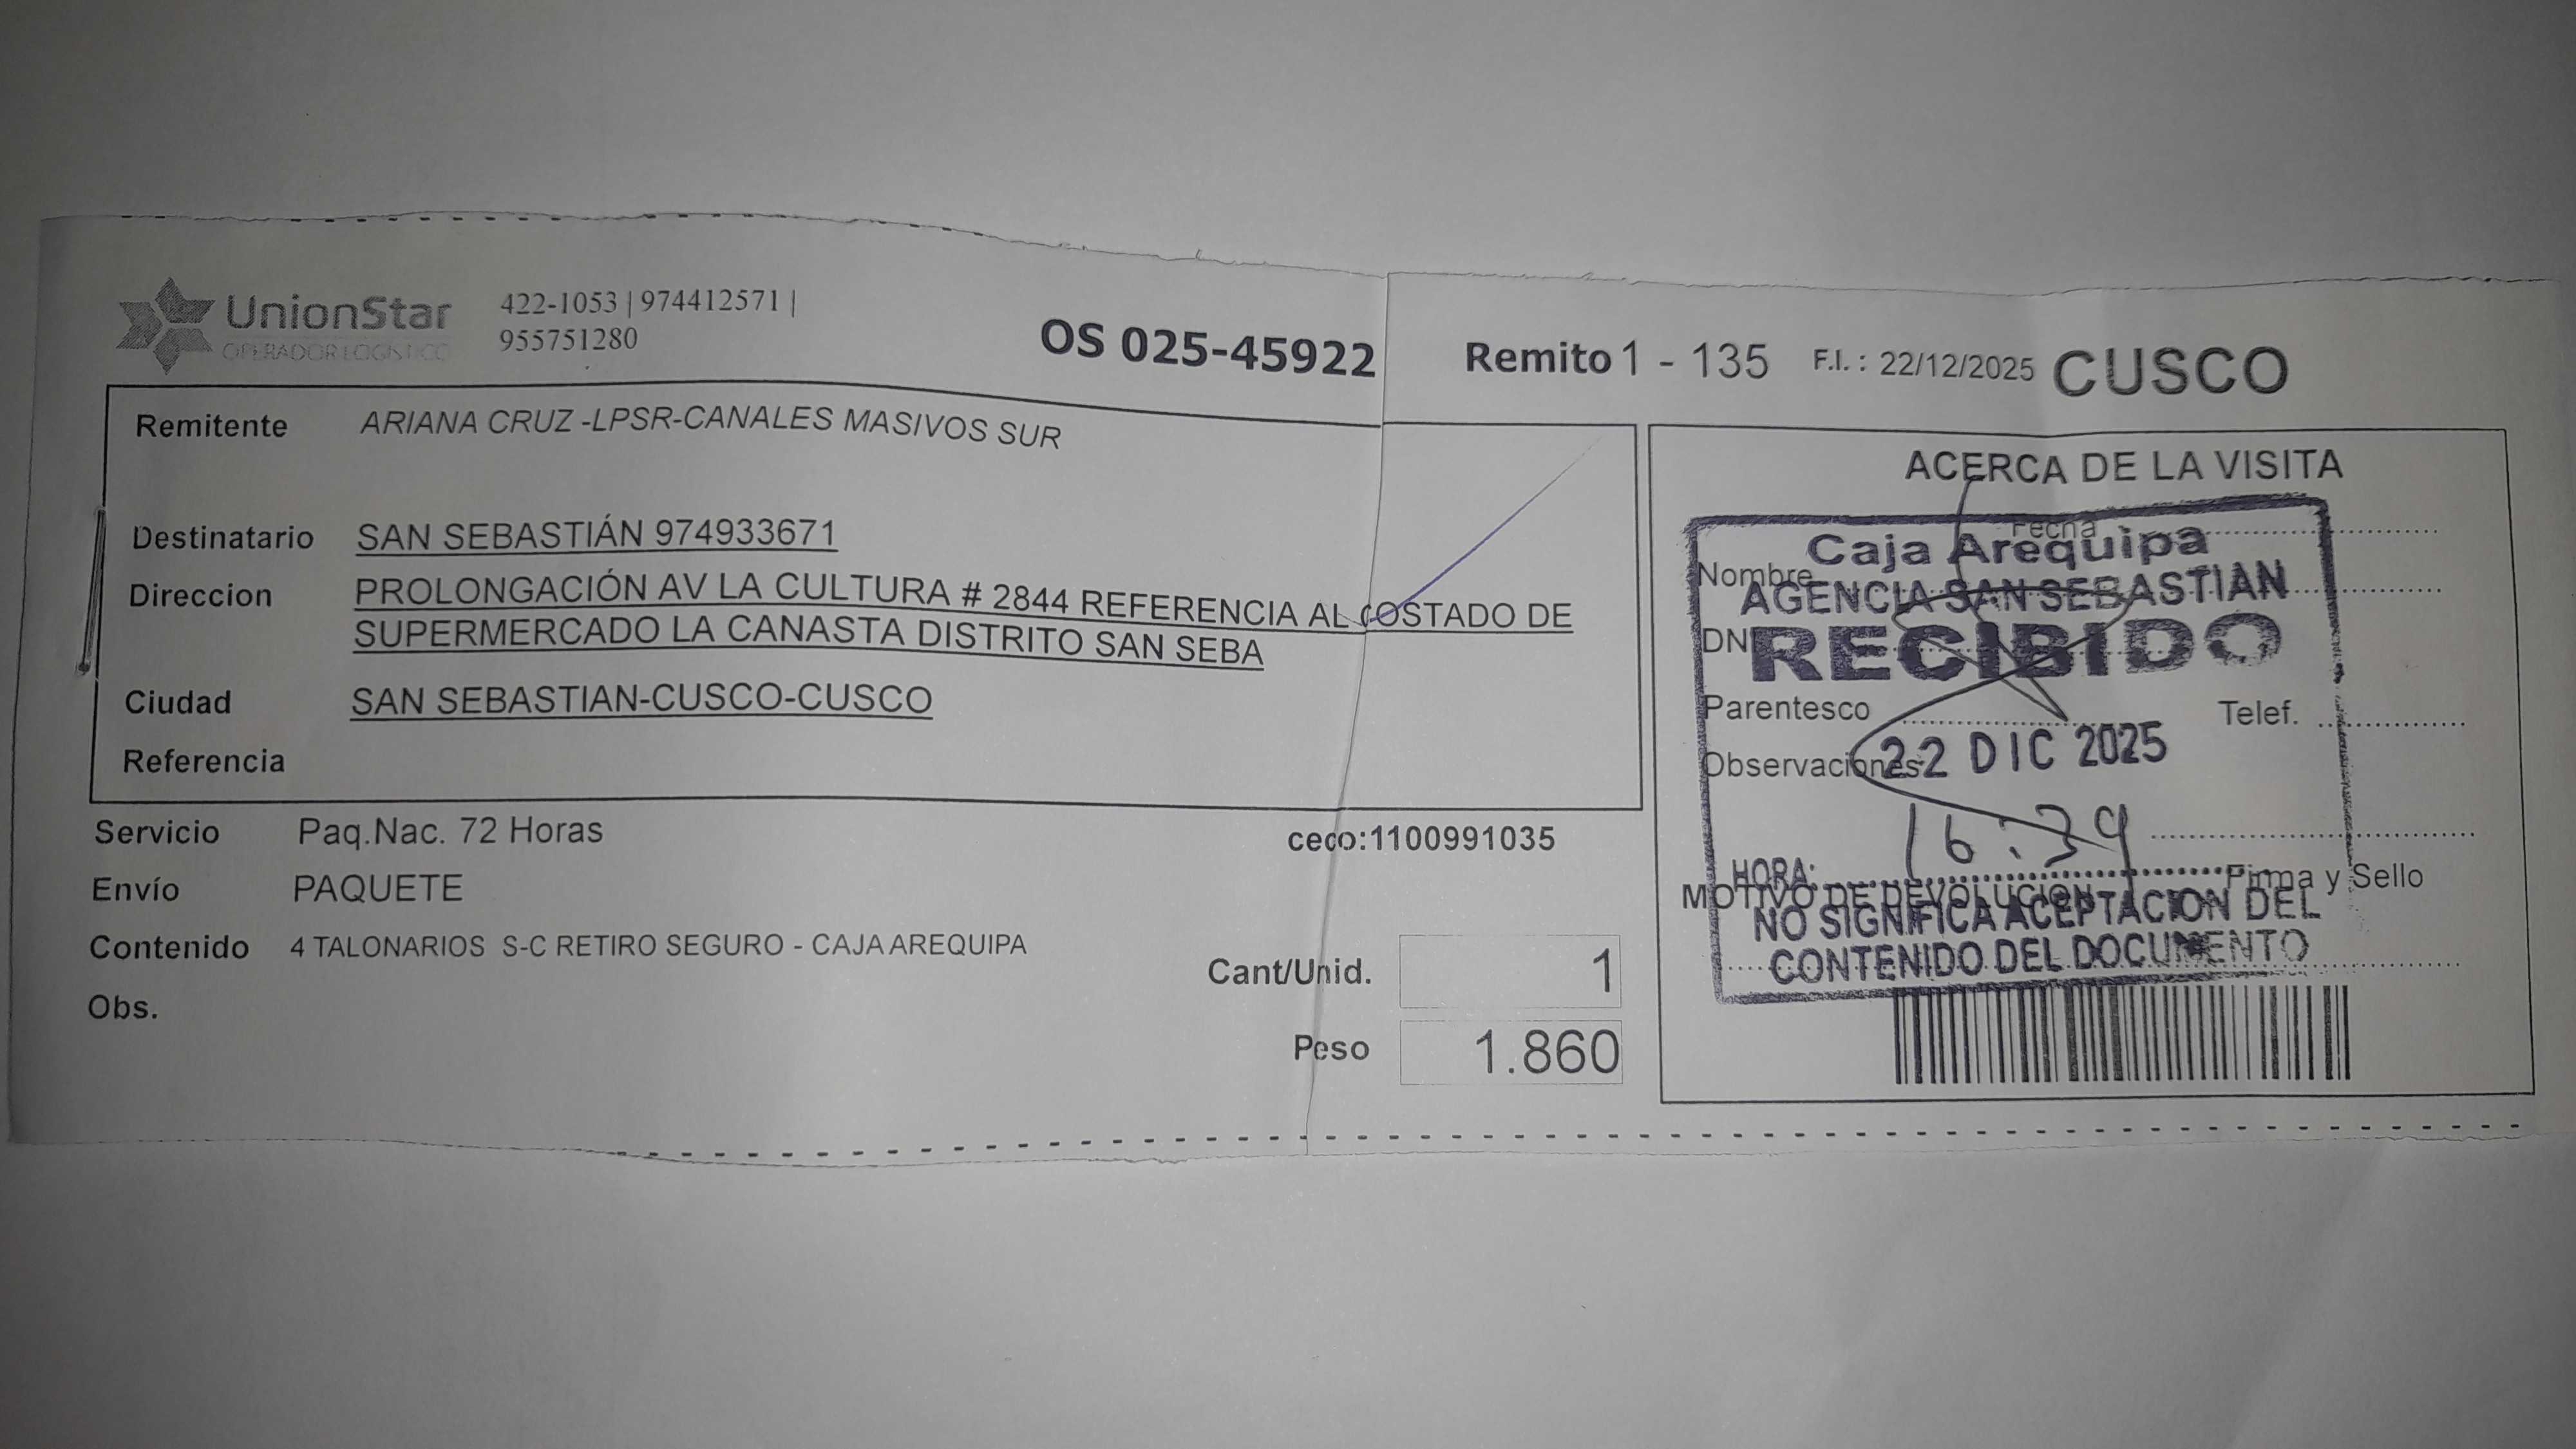 UnionStar
OPERADOR LOGISTICO
422-1053 | 974412571 |
955751280
OS 025-45922
Remito 1 - 135
F.I. : 22/12/2025
CUSCO
Remitente ARIANA CRUZ -LPSR-CANALES MASIVOS SUR
Destinatario SAN SEBASTIÁN 974933671
Direccion PROLONGACIÓN AV LA CULTURA # 2844 REFERENCIA AL COSTADO DE
SUPERMERCADO LA CANASTA DISTRITO SAN SEBA
Ciudad SAN SEBASTIAN-CUSCO-CUSCO
Referencia
Servicio Paq.Nac. 72 Horas
ceco:1100991035
Envío PAQUETE
Contenido 4 TALONARIOS S-C RETIRO SEGURO - CAJA AREQUIPA
Cant/Unid. 1
Obs.
Peso 1.860
ACERCA DE LA VISITA
Fecha
Caja Arequipa
Nombre
AGENCIA SAN SEBASTIAN
DN
RECIBIDO
Parentesco
Telef.
Observaciones
22 DIC 2025
16:39
HORA:
Firma y Sello
MOTIVO DE DEVOLUCION
NO SIGNIFICA ACEPTACION DEL
CONTENIDO DEL DOCUMENTO